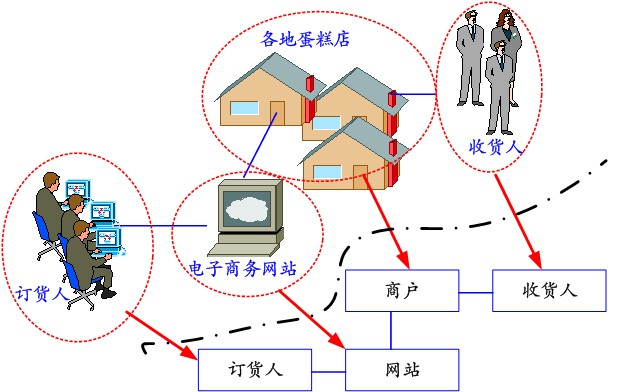 各地蛋糕店
收货人
电子商务网站
订货人
商户
收货人
订货人
网站